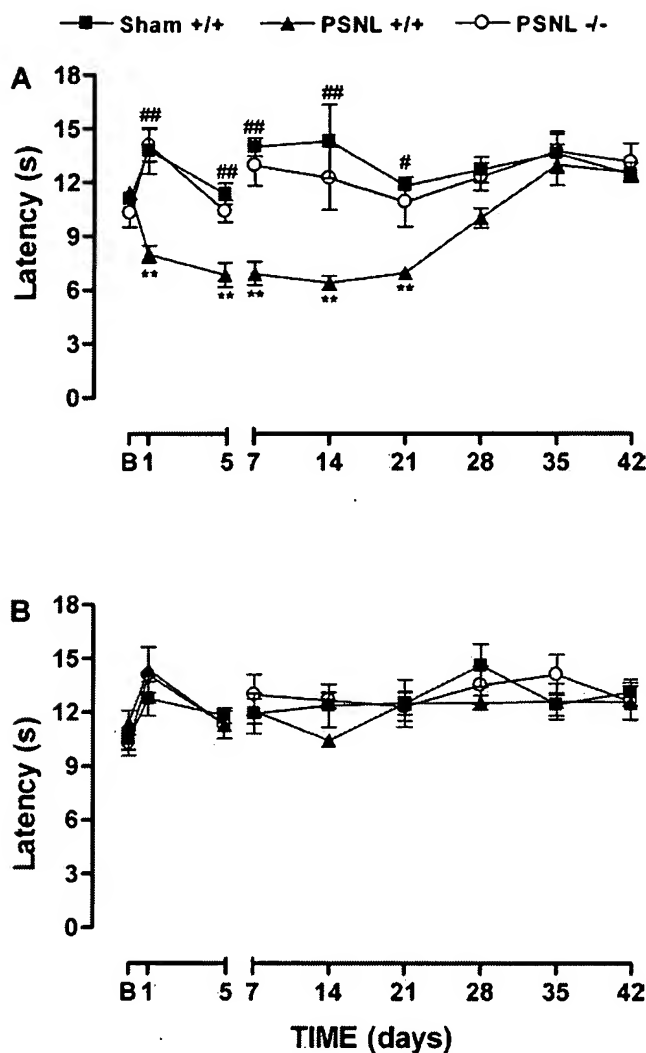 Sham +/+ PSNL +/+ PSNL -/-
A
Latency (s)
18
15
12
9
6
3
0
## ## ## ## #
** ** ** ** **
B 1 5 7 14 21 28 35 42
B
Latency (s)
18
15
12
9
6
3
0
B 1 5 7 14 21 28 35 42
TIME (days)